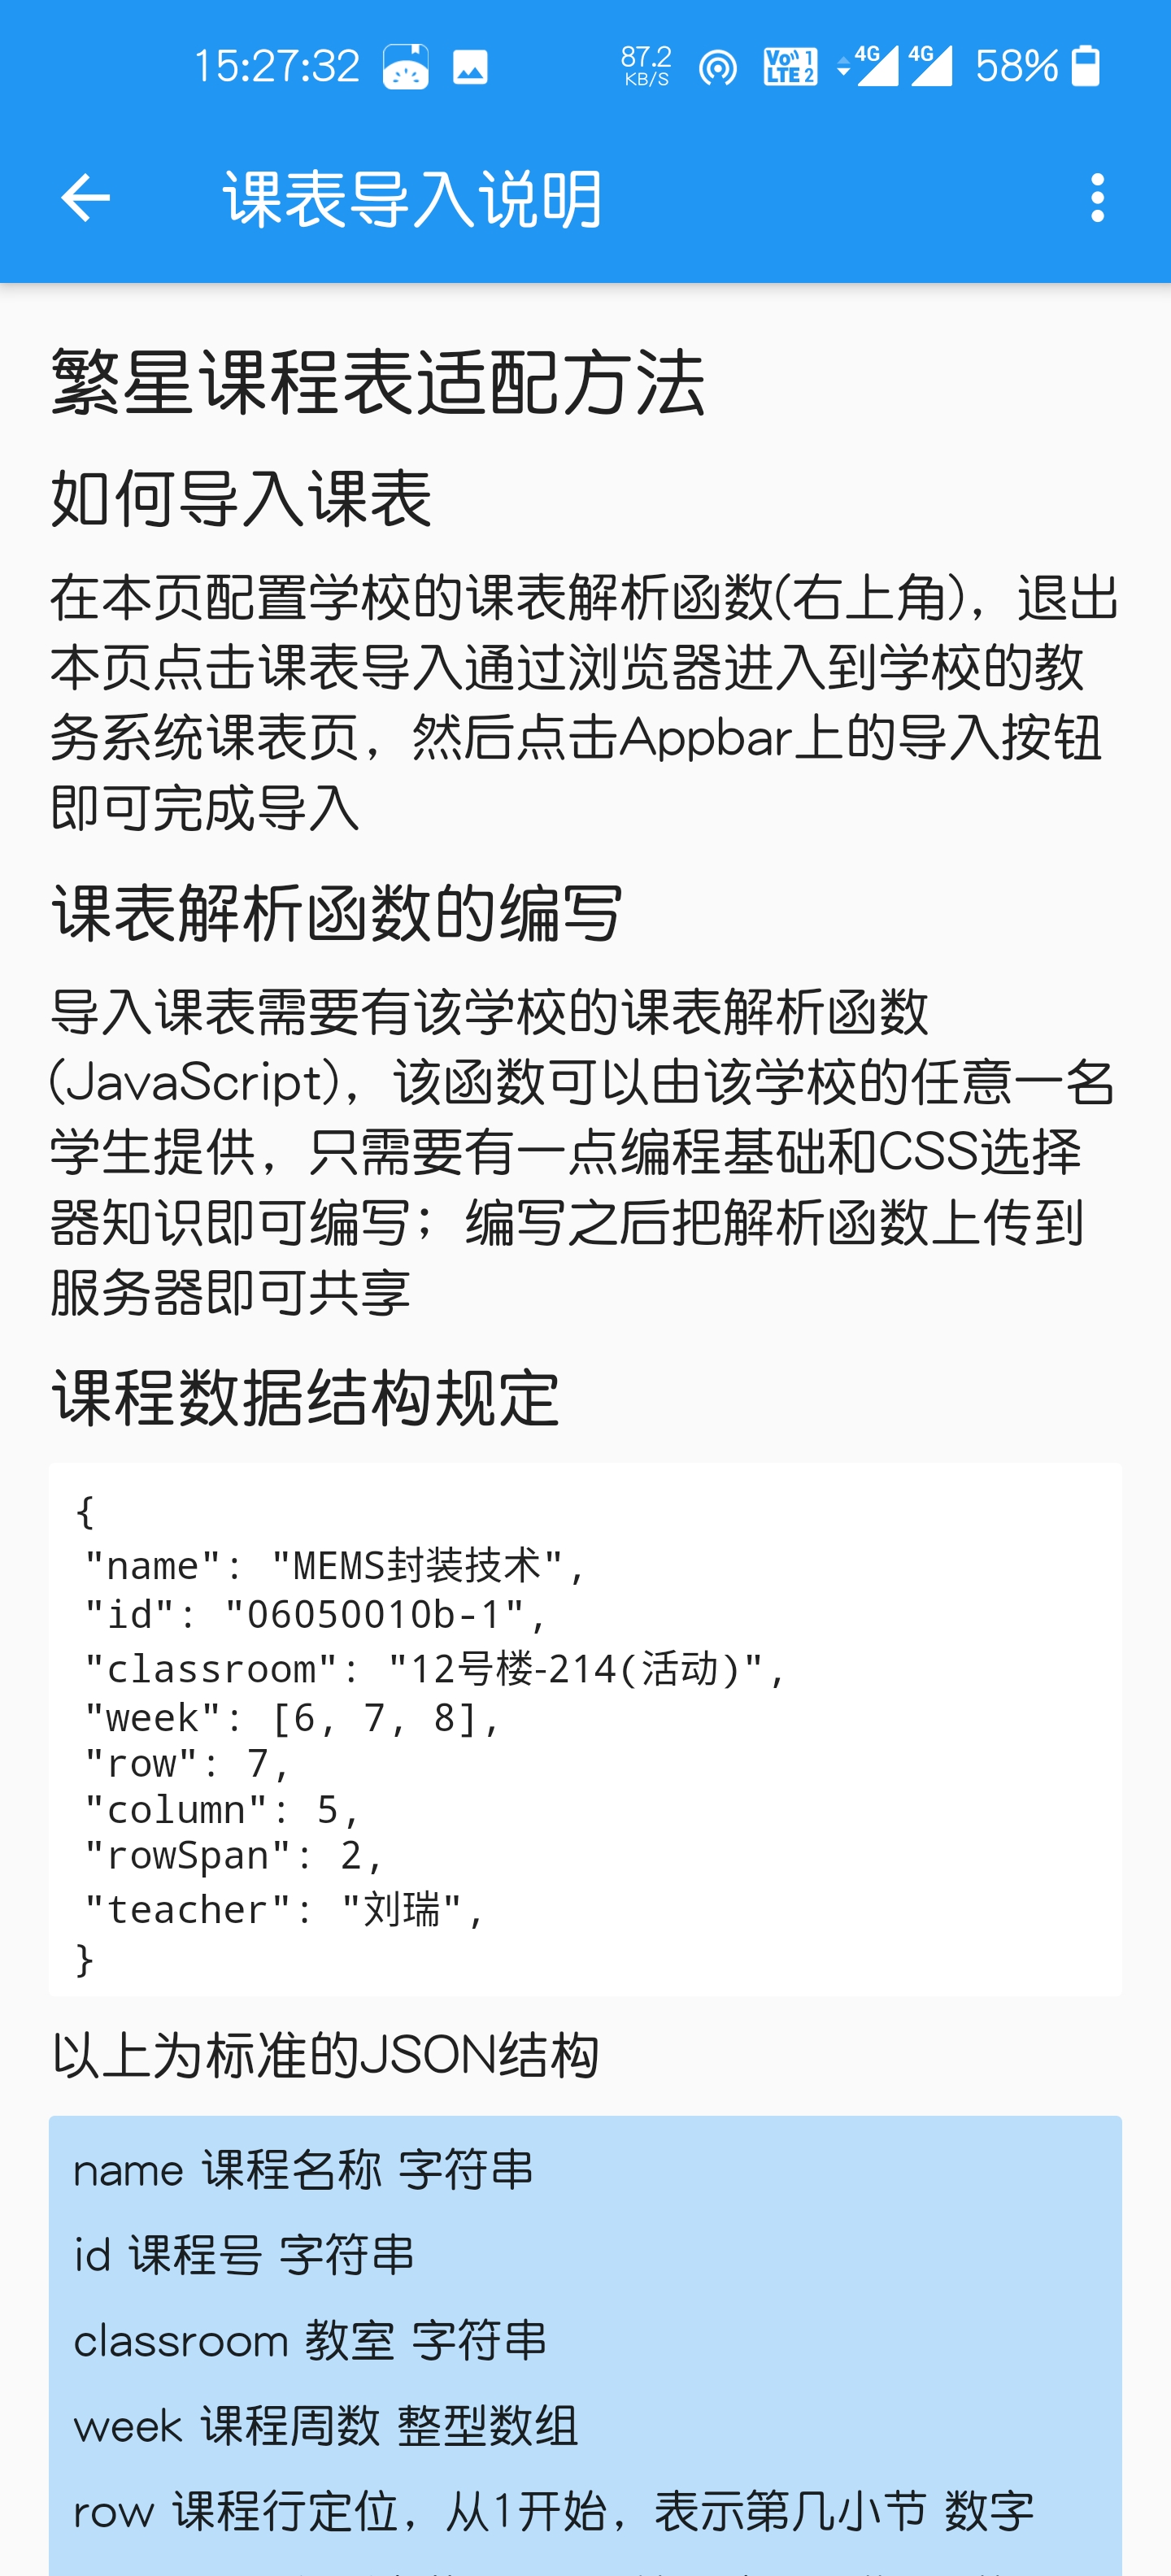 15:27:32
87.2
KB/S
Vo 1
LTE 2
4G
4G
58%
课表导入说明
繁星课程表适配方法
如何导入课表
在本页配置学校的课表解析函数(右上角)，退出
本页点击课表导入通过浏览器进入到学校的教
务系统课表页，然后点击Appbar上的导入按钮
即可完成导入
课表解析函数的编写
导入课表需要有该学校的课表解析函数
(JavaScript)，该函数可以由该学校的任意一名
学生提供，只需要有一点编程基础和CSS选择
器知识即可编写；编写之后把解析函数上传到
服务器即可共享
课程数据结构规定
{
"name": "MEMS封装技术",
"id": "06050010b-1",
"classroom": "12号楼-214(活动)",
"week": [6, 7, 8],
"row": 7,
"column": 5,
"rowSpan": 2,
"teacher": "刘瑞",
}
以上为标准的JSON结构
name 课程名称 字符串
id 课程号 字符串
classroom 教室 字符串
week 课程周数 整型数组
row 课程行定位，从1开始，表示第几小节 数字